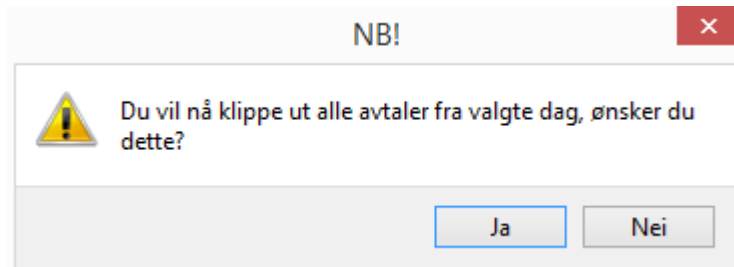 NB!
Du vil nå klippe ut alle avtaler fra valgte dag, ønsker du
dette?
Ja
Nei